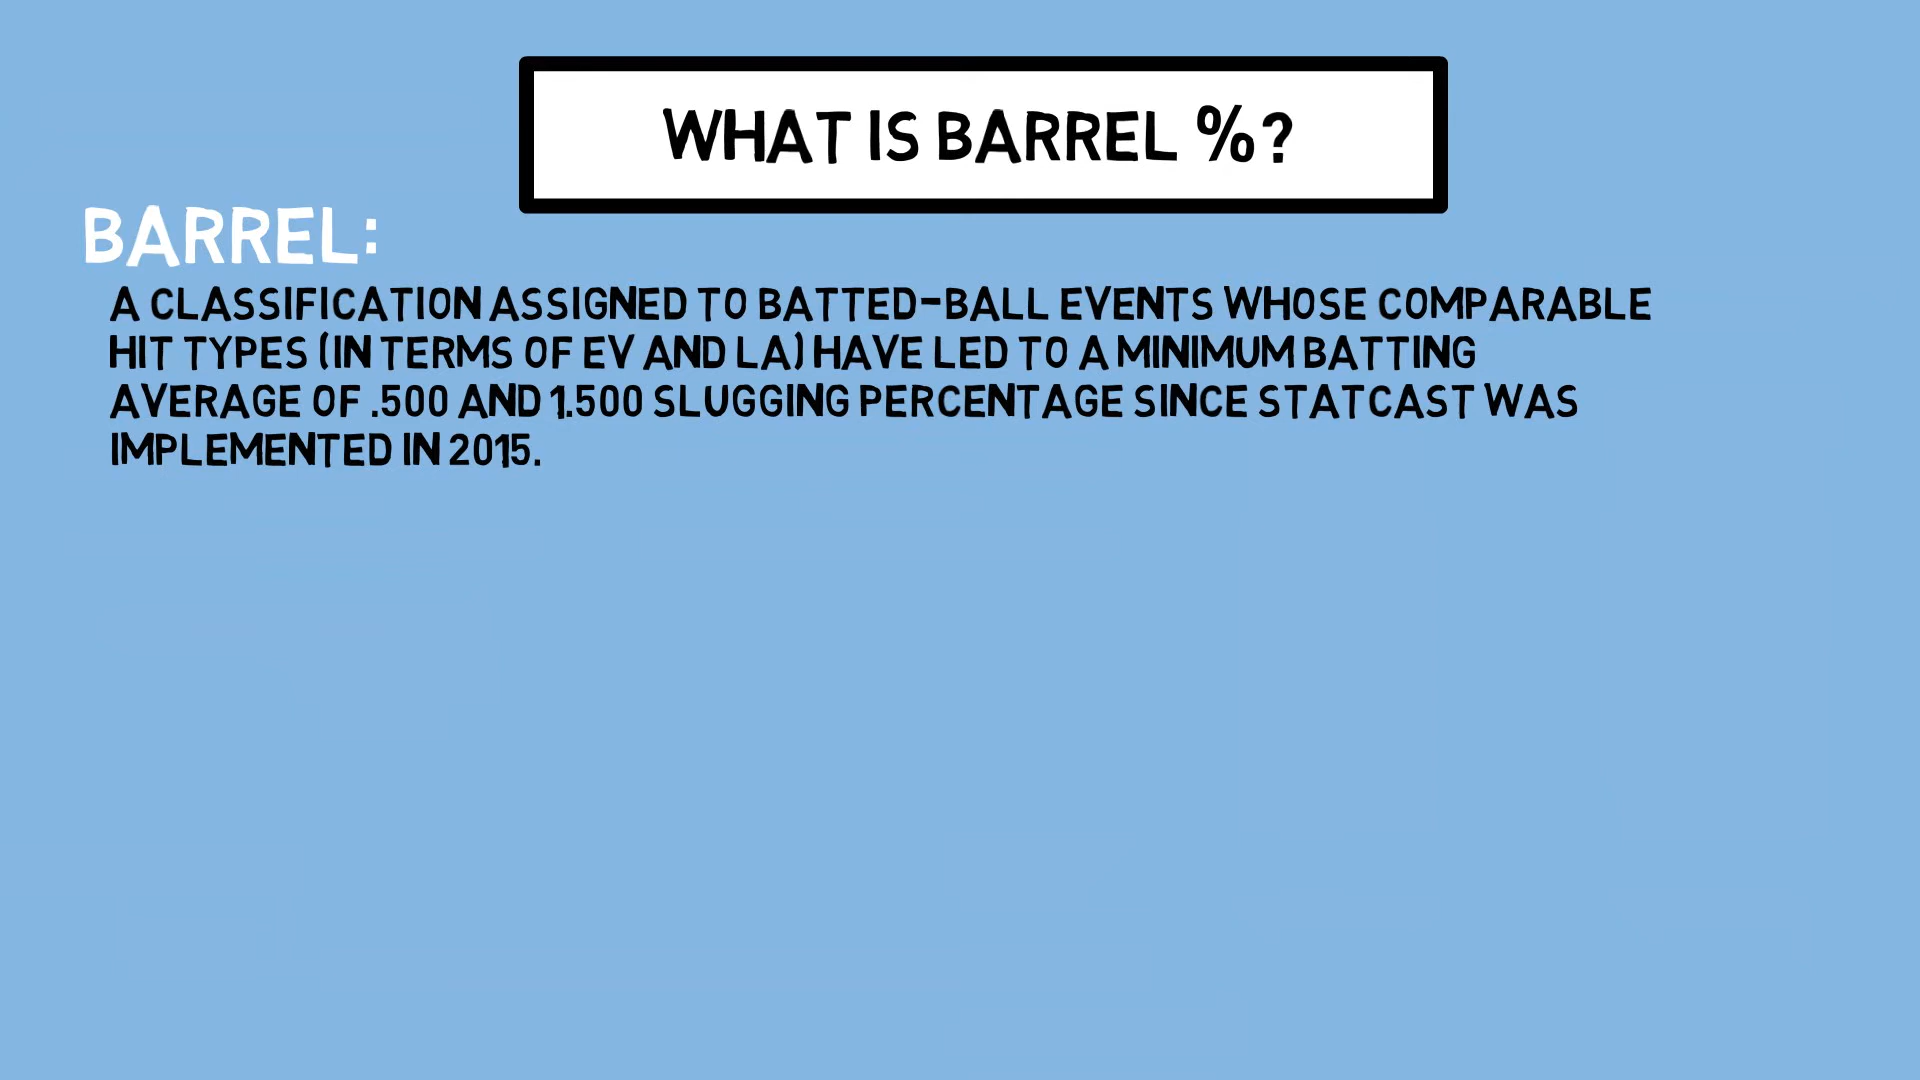 WHAT IS BARREL %?
BARREL:
A CLASSIFICATION ASSIGNED TO BATTED-BALL EVENTS WHOSE COMPARABLE
HIT TYPES (IN TERMS OF EV AND LA) HAVE LED TO A MINIMUM BATTING
AVERAGE OF .500 AND 1.500 SLUGGING PERCENTAGE SINCE STATCAST WAS
IMPLEMENTED IN 2015.